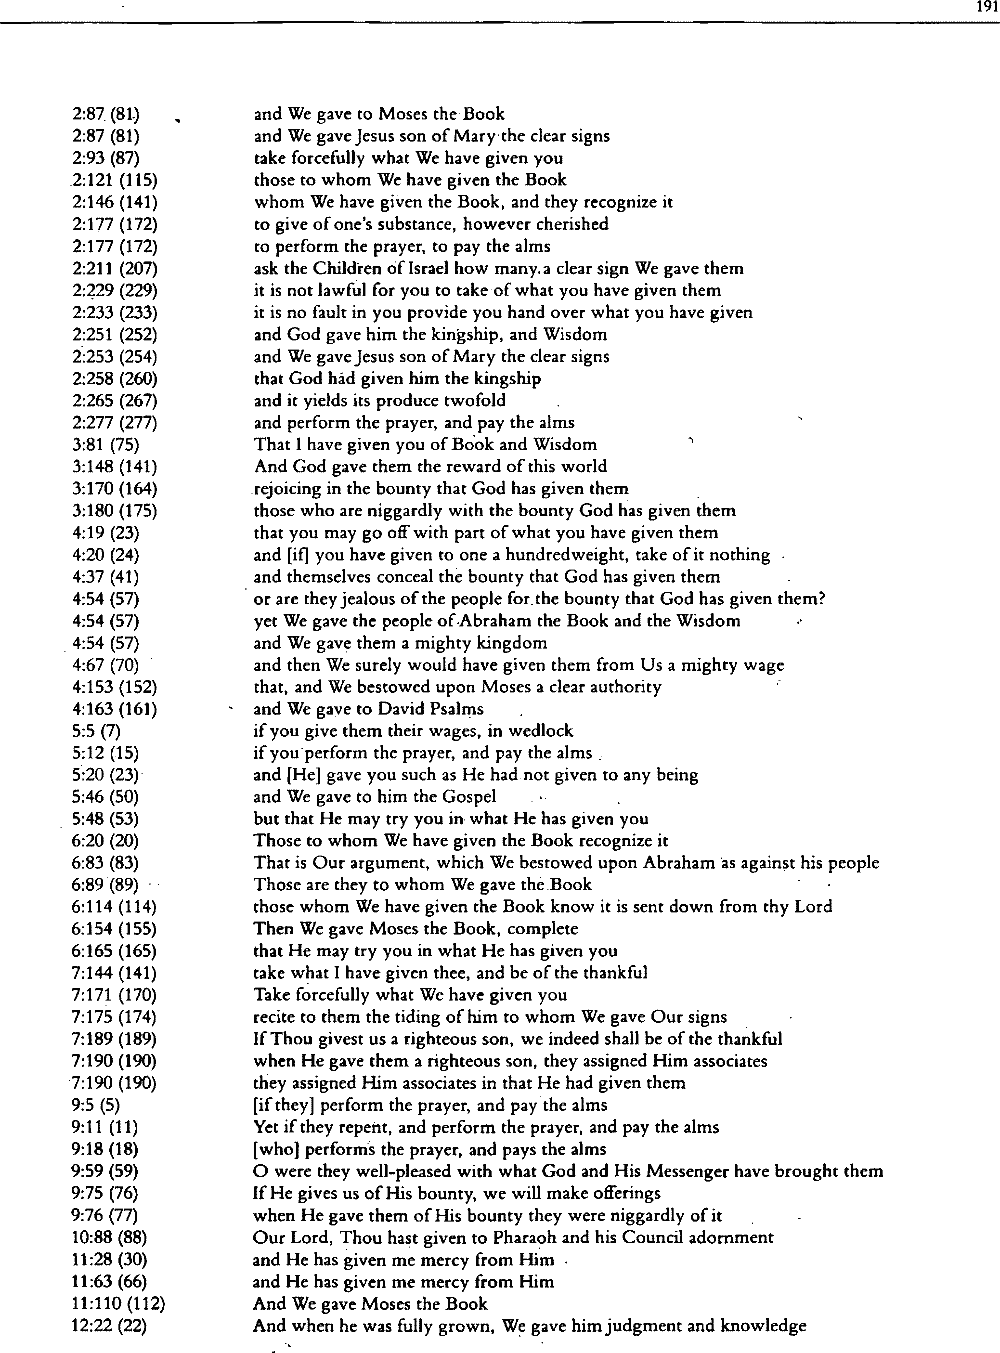 191
2:87 (81) and We gave to Moses the Book
2:87 (81) and We gave Jesus son of Mary the clear signs
2:93 (87) take forcefully what We have given you
2:121 (115) those to whom We have given the Book
2:146 (141) whom We have given the Book, and they recognize it
2:177 (172) to give of one's substance, however cherished
2:177 (172) to perform the prayer, to pay the alms
2:211 (207) ask the Children of Israel how many a clear sign We gave them
2:229 (229) it is not lawful for you to take of what you have given them
2:233 (233) it is no fault in you provide you hand over what you have given
2:251 (252) and God gave him the kingship, and Wisdom
2:253 (254) and We gave Jesus son of Mary the clear signs
2:258 (260) that God had given him the kingship
2:265 (267) and it yields its produce twofold
2:277 (277) and perform the prayer, and pay the alms
3:81 (75) That I have given you of Book and Wisdom
3:148 (141) And God gave them the reward of this world
3:170 (164) rejoicing in the bounty that God has given them
3:180 (175) those who are niggardly with the bounty God has given them
4:19 (23) that you may go off with part of what you have given them
4:20 (24) and [if] you have given to one a hundredweight, take of it nothing
4:37 (41) and themselves conceal the bounty that God has given them
4:54 (57) or are they jealous of the people for the bounty that God has given them?
4:54 (57) yet We gave the people of Abraham the Book and the Wisdom
4:54 (57) and We gave them a mighty kingdom
4:67 (70) and then We surely would have given them from Us a mighty wage
4:153 (152) that, and We bestowed upon Moses a clear authority
4:163 (161) and We gave to David Psalms
5:5 (7) if you give them their wages, in wedlock
5:12 (15) if you perform the prayer, and pay the alms
5:20 (23) and [He] gave you such as He had not given to any being
5:46 (50) and We gave to him the Gospel
5:48 (53) but that He may try you in what He has given you
6:20 (20) Those to whom We have given the Book recognize it
6:83 (83) That is Our argument, which We bestowed upon Abraham as against his people
6:89 (89) Those are they to whom We gave the Book
6:114 (114) those whom We have given the Book know it is sent down from thy Lord
6:154 (155) Then We gave Moses the Book, complete
6:165 (165) that He may try you in what He has given you
7:144 (141) take what I have given thee, and be of the thankful
7:171 (170) Take forcefully what We have given you
7:175 (174) recite to them the tiding of him to whom We gave Our signs
7:189 (189) If Thou givest us a righteous son, we indeed shall be of the thankful
7:190 (190) when He gave them a righteous son, they assigned Him associates
7:190 (190) they assigned Him associates in that He had given them
9:5 (5) [if they] perform the prayer, and pay the alms
9:11 (11) Yet if they repent, and perform the prayer, and pay the alms
9:18 (18) [who] performs the prayer, and pays the alms
9:59 (59) O were they well-pleased with what God and His Messenger have brought them
9:75 (76) If He gives us of His bounty, we will make offerings
9:76 (77) when He gave them of His bounty they were niggardly of it
10:88 (88) Our Lord, Thou hast given to Pharaoh and his Council adornment
11:28 (30) and He has given me mercy from Him
11:63 (66) and He has given me mercy from Him
11:110 (112) And We gave Moses the Book
12:22 (22) And when he was fully grown, We gave him judgment and knowledge